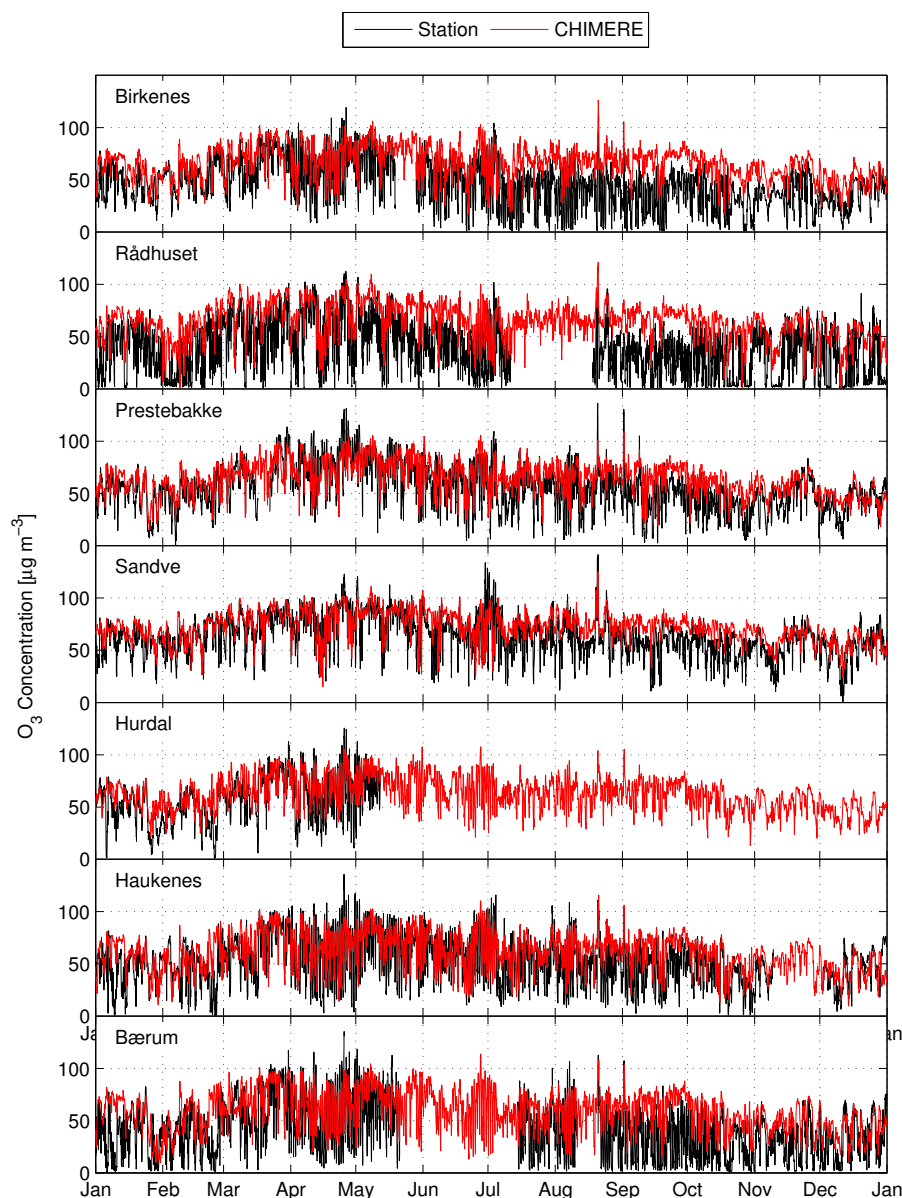 Station CHIMERE
Birkenes
100
50
0
Rådhuset
100
50
0
Prestebakke
100
50
0
O3 Concentration [µg m−3]
Sandve
100
50
0
Hurdal
100
50
0
Haukenes
100
50
0
Ja
an
Bærum
100
50
0
Jan Feb Mar Apr May Jun Jul Aug Sep Oct Nov Dec Jan